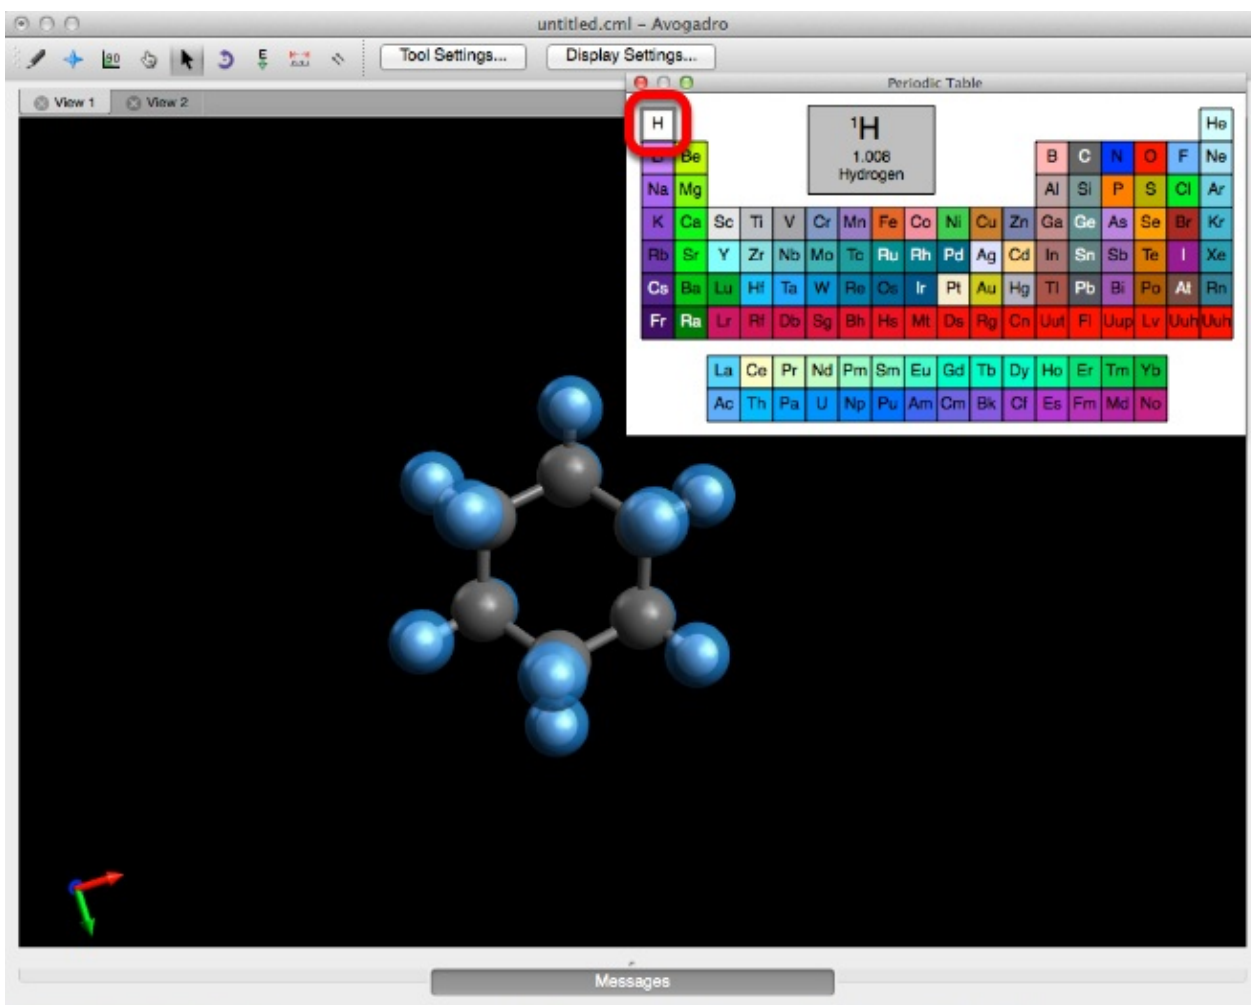 untitled.cml – Avogadro
90 E Tool Settings... Display Settings...
View 1 View 2
Periodic Table
H He
1H
1.008
Hydrogen
Be B C N O F Ne
Na Mg Al Si P S Cl Ar
K Ca Sc Ti V Cr Mn Fe Co Ni Cu Zn Ga Ge As Se Br Kr
Rb Sr Y Zr Nb Mo Tc Ru Rh Pd Ag Cd In Sn Sb Te I Xe
Cs Ba Lu Hf Ta W Re Os Ir Pt Au Hg Tl Pb Bi Po At Rn
Fr Ra Lr Rf Db Sg Bh Hs Mt Ds Rg Cn Uut Fl Uup Lv Uuh Uuh
La Ce Pr Nd Pm Sm Eu Gd Tb Dy Ho Er Tm Yb
Ac Th Pa U Np Pu Am Cm Bk Cf Es Fm Md No
Messages